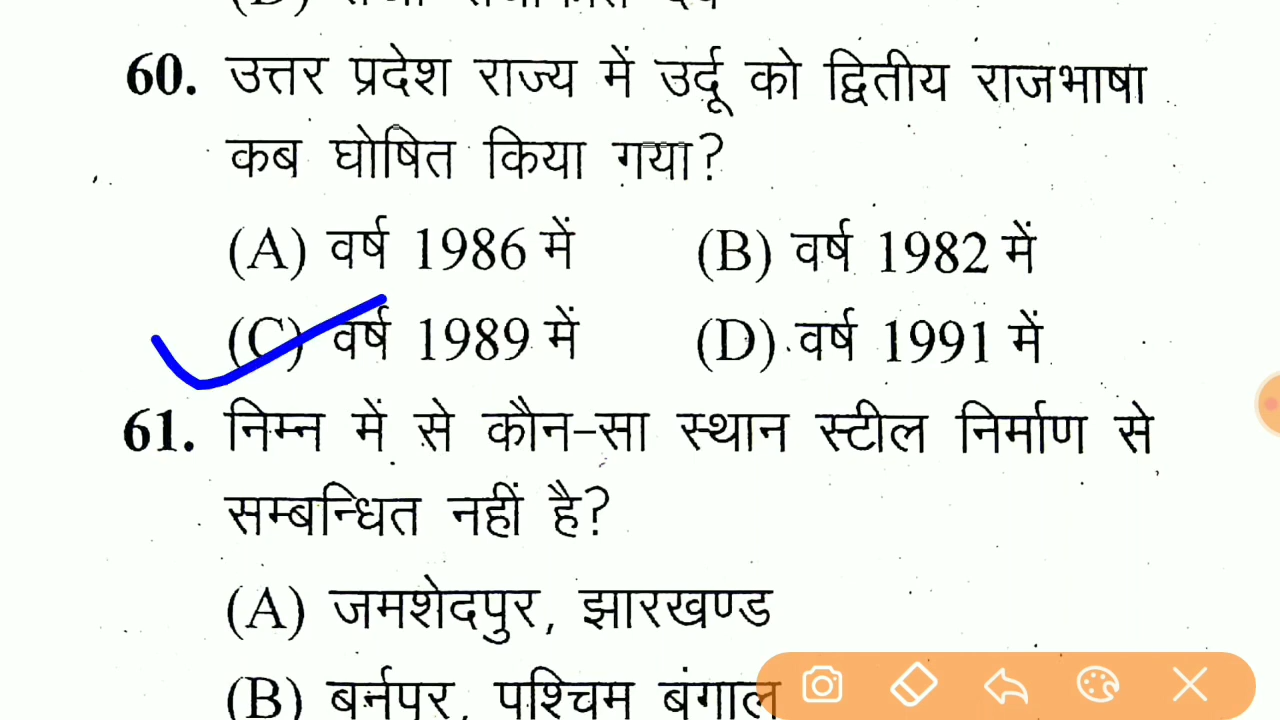 60. उत्तर प्रदेश राज्य में उर्दू को द्वितीय राजभाषा
कब घोषित किया गया?
(A) वर्ष 1986 में (B) वर्ष 1982 में
(C) वर्ष 1989 में (D) वर्ष 1991 में
61. निम्न में से कौन-सा स्थान स्टील निर्माण से
सम्बन्धित नहीं है?
(A) जमशेदपुर, झारखण्ड
(B) बर्नपुर, पश्चिम बंगाल